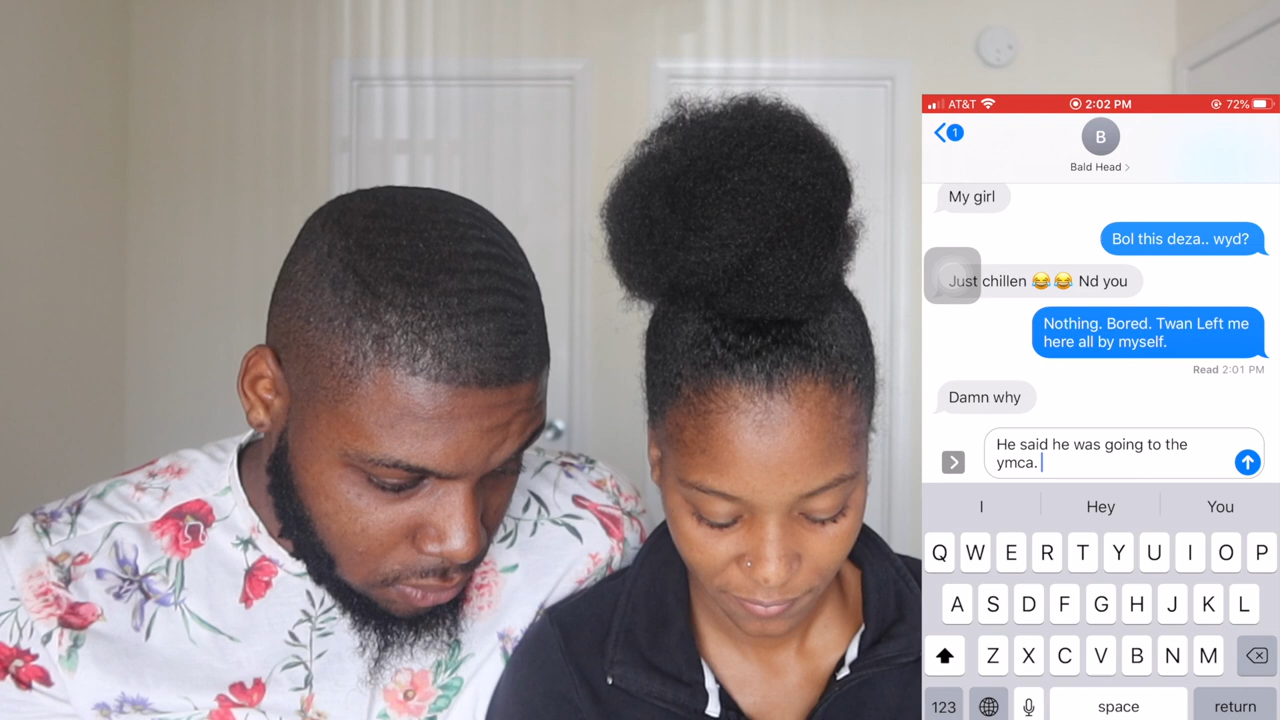 AT&T 2:02 PM 72%
1
B
Bald Head
My girl
Bol this deza.. wyd?
Just chillen 😂😂 Nd you
Nothing. Bored. Twan Left me
here all by myself.
Read 2:01 PM
Damn why
He said he was going to the
ymca.
I Hey You
Q W E R T Y U I O P
A S D F G H J K L
Z X C V B N M
123 space return